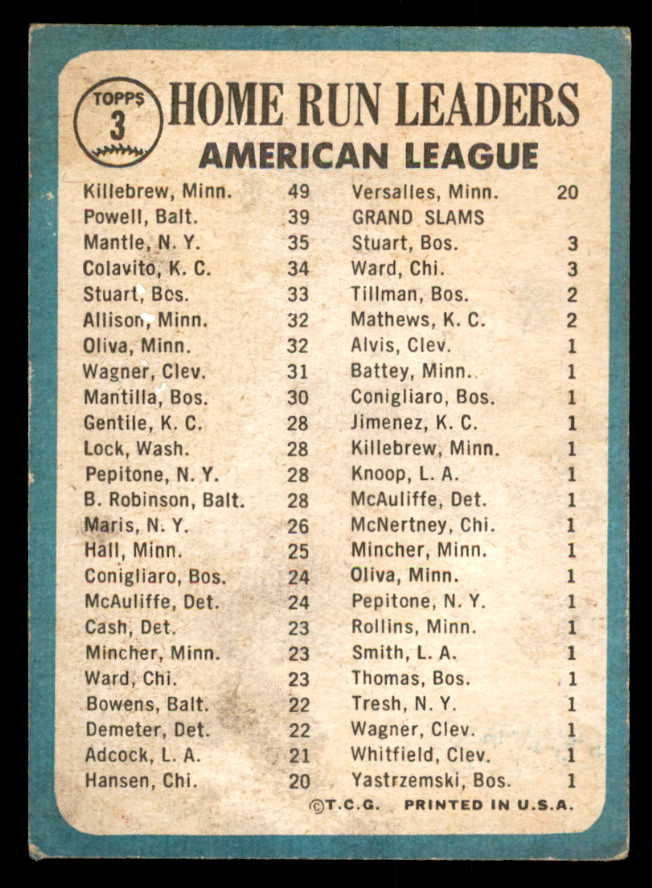 TOPPS
3
HOME RUN LEADERS
AMERICAN LEAGUE
Killebrew, Minn. 49
Powell, Balt. 39
Mantle, N. Y. 35
Colavito, K. C. 34
Stuart, Bos. 33
Allison, Minn. 32
Oliva, Minn. 32
Wagner, Clev. 31
Mantilla, Bos. 30
Gentile, K. C. 28
Lock, Wash. 28
Pepitone, N. Y. 28
B. Robinson, Balt. 28
Maris, N. Y. 26
Hall, Minn. 25
Conigliaro, Bos. 24
McAuliffe, Det. 24
Cash, Det. 23
Mincher, Minn. 23
Ward, Chi. 23
Bowens, Balt. 22
Demeter, Det. 22
Adcock, L. A. 21
Hansen, Chi. 20
Versalles, Minn. 20
GRAND SLAMS
Stuart, Bos. 3
Ward, Chi. 3
Tillman, Bos. 2
Mathews, K. C. 2
Alvis, Clev. 1
Battey, Minn. 1
Conigliaro, Bos. 1
Jimenez, K. C. 1
Killebrew, Minn. 1
Knoop, L. A. 1
McAuliffe, Det. 1
McNertney, Chi. 1
Mincher, Minn. 1
Oliva, Minn. 1
Pepitone, N. Y. 1
Rollins, Minn. 1
Smith, L. A. 1
Thomas, Bos. 1
Tresh, N. Y. 1
Wagner, Clev. 1
Whitfield, Clev. 1
Yastrzemski, Bos. 1
©T.C.G. PRINTED IN U.S.A.